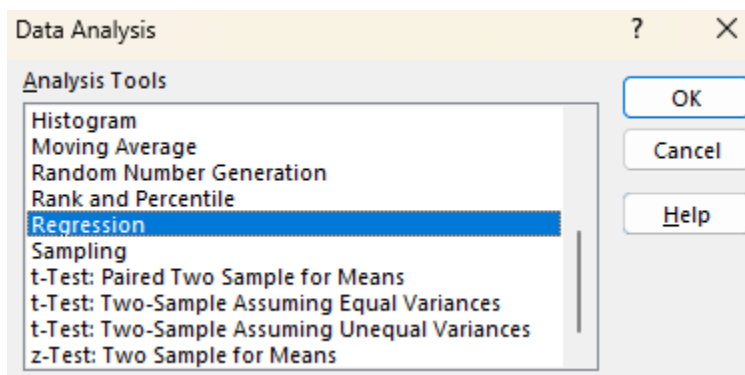 Data Analysis ? ×
Analysis Tools
Histogram
Moving Average
Random Number Generation
Rank and Percentile
Regression
Sampling
t-Test: Paired Two Sample for Means
t-Test: Two-Sample Assuming Equal Variances
t-Test: Two-Sample Assuming Unequal Variances
z-Test: Two Sample for Means
OK
Cancel
Help